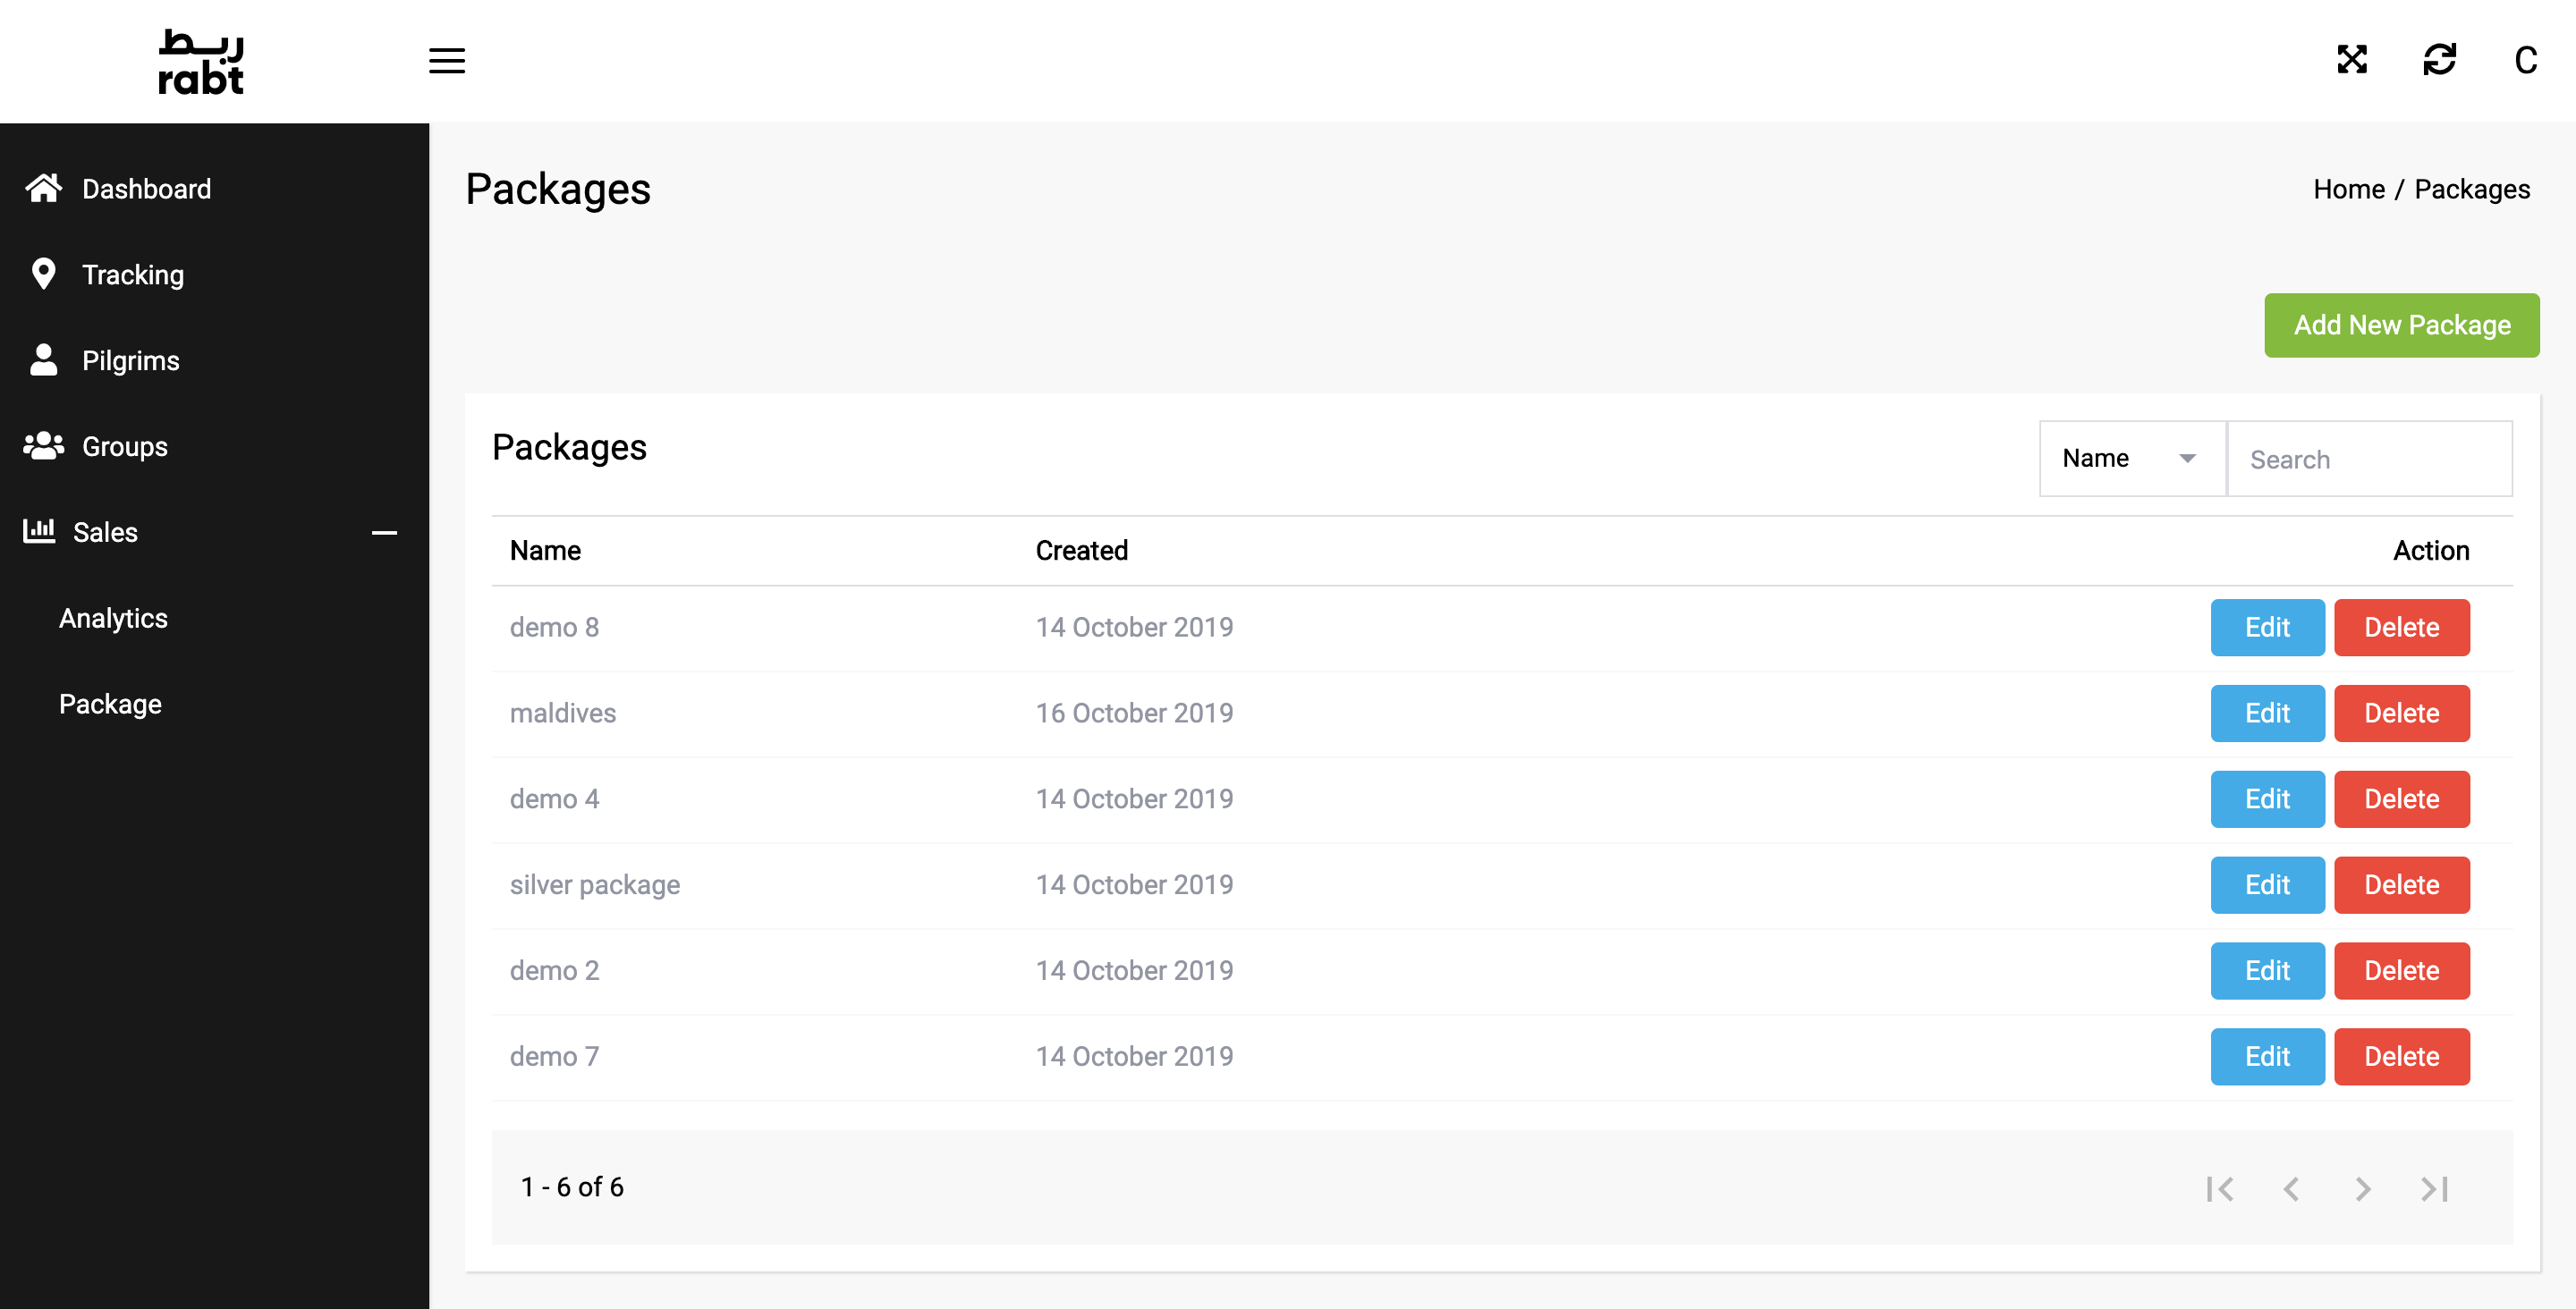 ربط
rabt
C
Dashboard
Tracking
Pilgrims
Groups
Sales
Analytics
Package
Packages
Home / Packages
Add New Package
Packages
Name
Search
Name Created Action
demo 8 14 October 2019 Edit Delete
maldives 16 October 2019 Edit Delete
demo 4 14 October 2019 Edit Delete
silver package 14 October 2019 Edit Delete
demo 2 14 October 2019 Edit Delete
demo 7 14 October 2019 Edit Delete
1 - 6 of 6